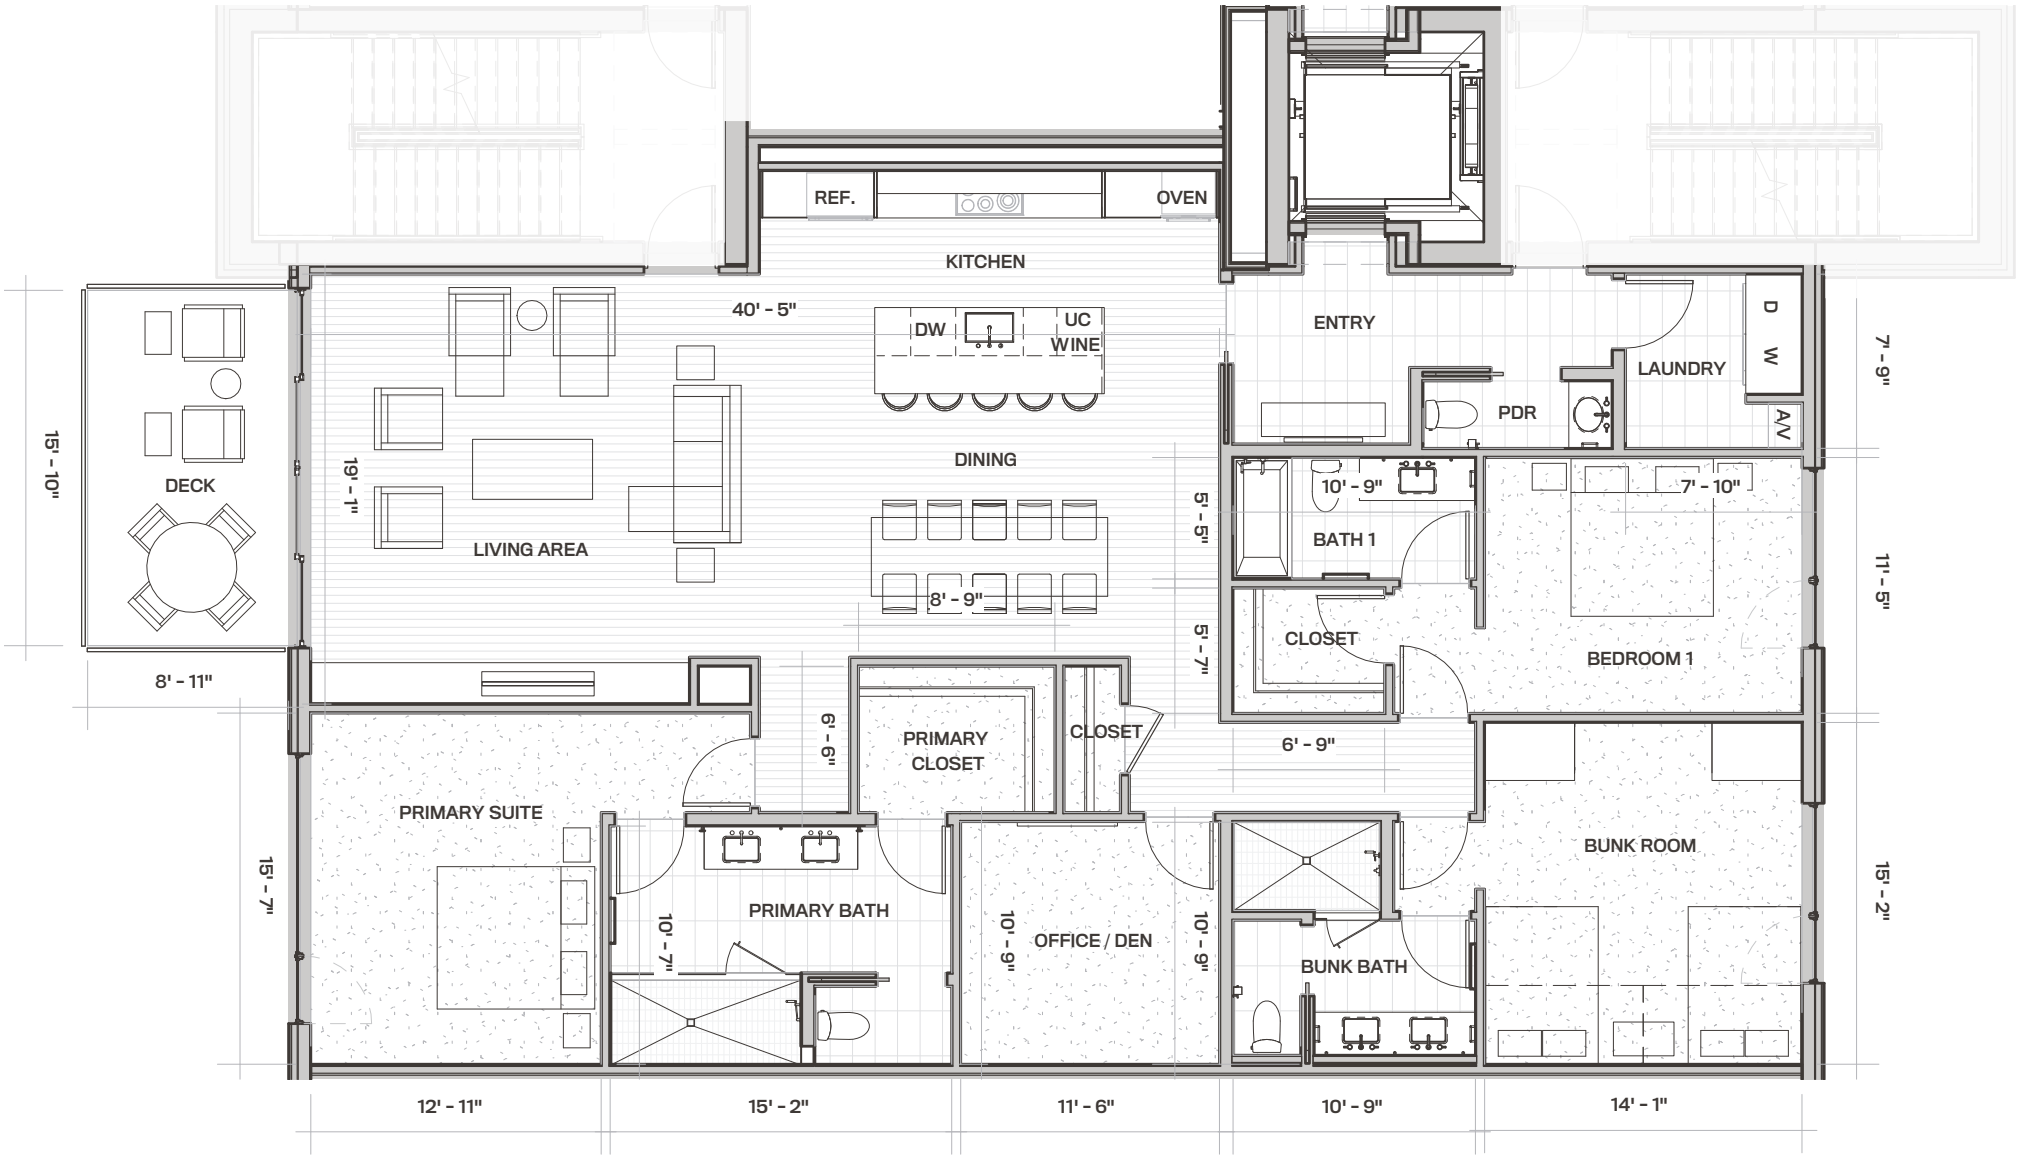 REF.
OVEN
KITCHEN
40' - 5"
DW
UC
WINE
ENTRY
D
W
LAUNDRY
7' - 9"
PDR
A/V
DECK
15' - 10"
19' - 1"
DINING
LIVING AREA
8' - 9"
5' - 5"
10' - 9"
BATH 1
7' - 10"
11' - 5"
5' - 7"
CLOSET
BEDROOM 1
8' - 11"
6' - 6"
PRIMARY
CLOSET
CLOSET
6' - 9"
PRIMARY SUITE
15' - 7"
PRIMARY BATH
10' - 7"
10' - 9"
OFFICE / DEN
10' - 9"
BUNK BATH
BUNK ROOM
15' - 2"
12' - 11"
15' - 2"
11' - 6"
10' - 9"
14' - 1"